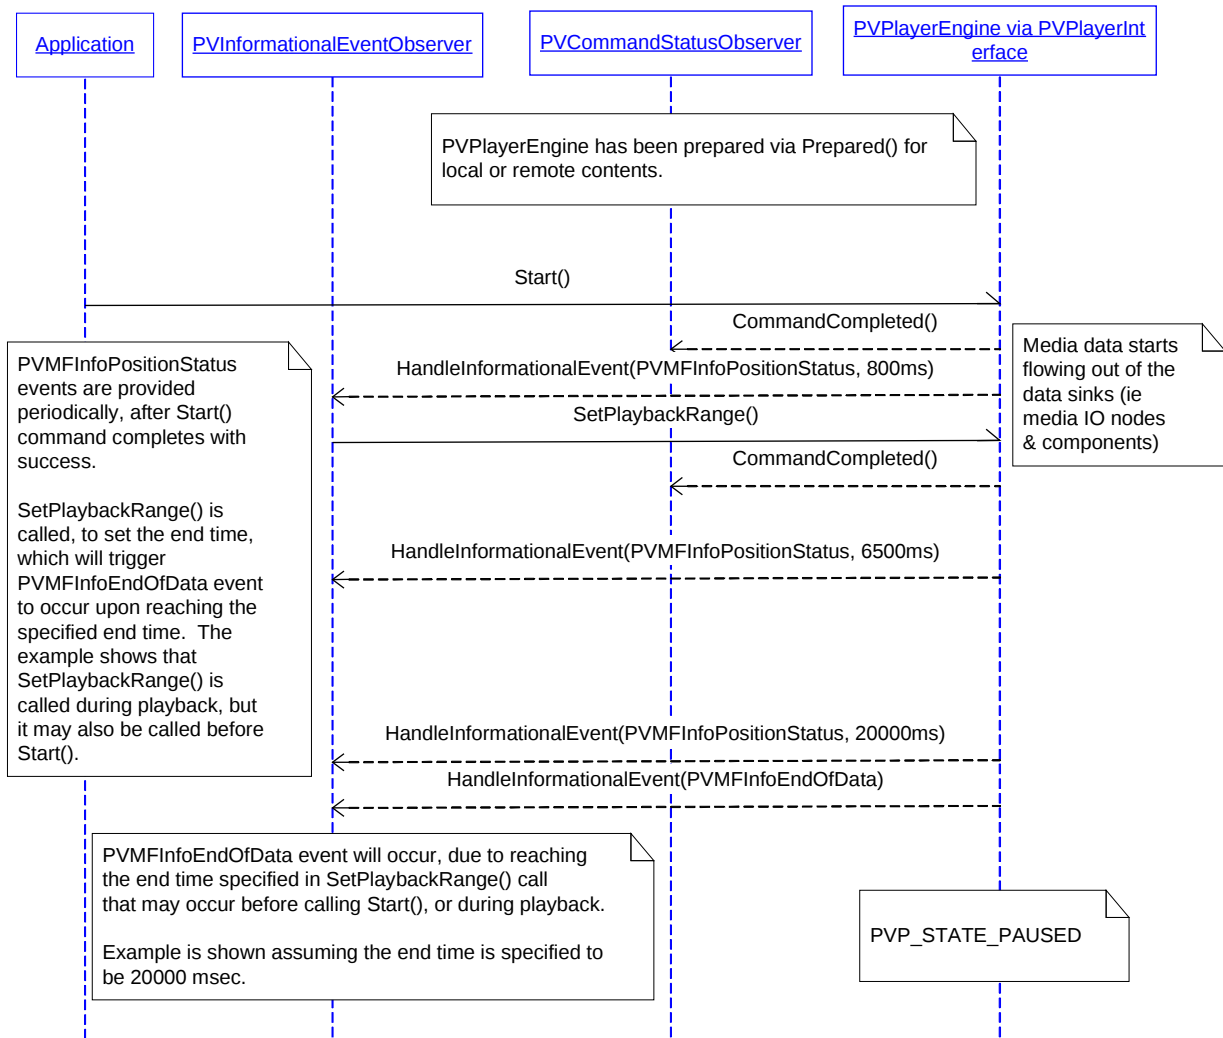 Application
PVInformationalEventObserver
PVCommandStatusObserver
PVPlayerEngine via PVPlayerInt
erface
PVPlayerEngine has been prepared via Prepared() for
local or remote contents.
Start()
CommandCompleted()
HandleInformationalEvent(PVMFInfoPositionStatus, 800ms)
SetPlaybackRange()
CommandCompleted()
Media data starts
flowing out of the
data sinks (ie
media IO nodes
& components)
PVMFInfoPositionStatus
events are provided
periodically, after Start()
command completes with
success.
SetPlaybackRange() is
called, to set the end time,
which will trigger
PVMFInfoEndOfData event
to occur upon reaching the
specified end time.  The
example shows that
SetPlaybackRange() is
called during playback, but
it may also be called before
Start().
HandleInformationalEvent(PVMFInfoPositionStatus, 6500ms)
HandleInformationalEvent(PVMFInfoPositionStatus, 20000ms)
HandleInformationalEvent(PVMFInfoEndOfData)
PVMFInfoEndOfData event will occur, due to reaching
the end time specified in SetPlaybackRange() call
that may occur before calling Start(), or during playback.
Example is shown assuming the end time is specified to
be 20000 msec.
PVP_STATE_PAUSED